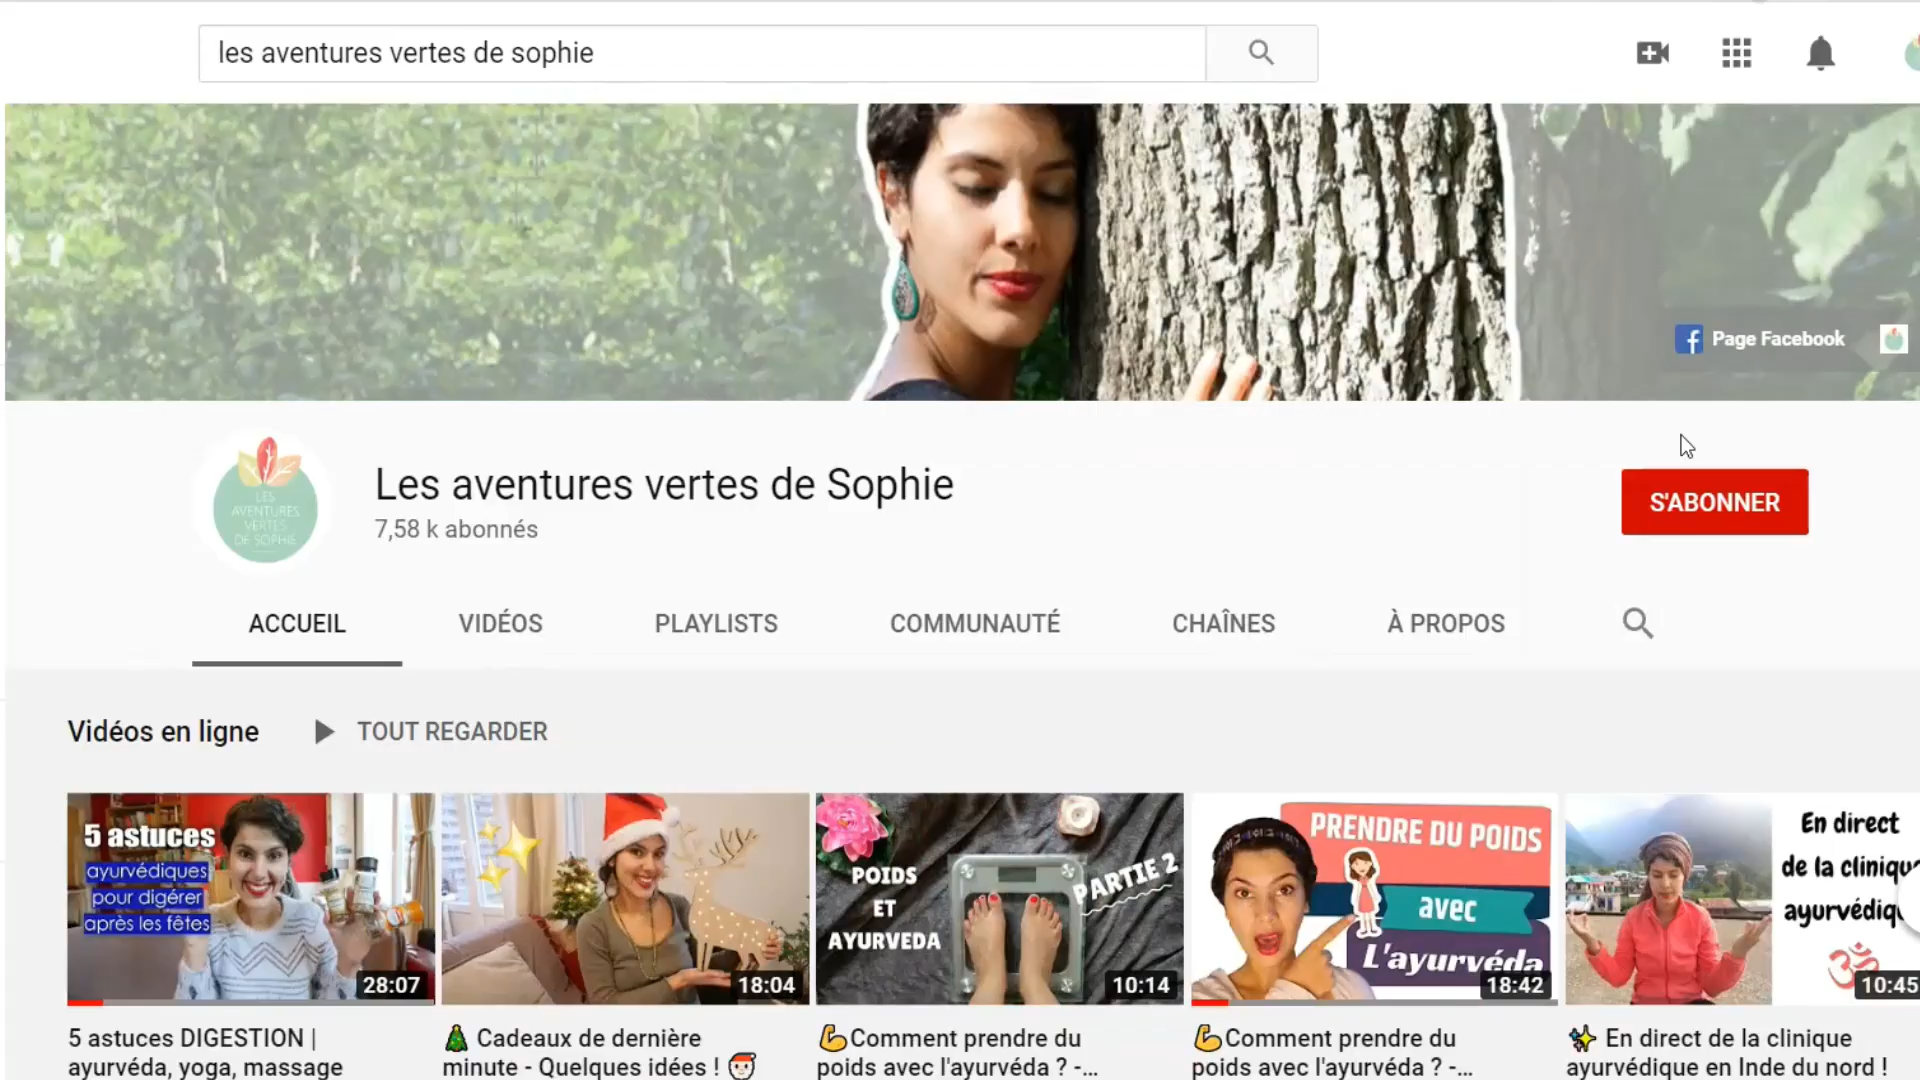 les aventures vertes de sophie
Page Facebook
LES
AVENTURES
VERTES
DE SOPHIE
Les aventures vertes de Sophie
7,58 k abonnés
S'ABONNER
ACCUEIL VIDÉOS PLAYLISTS COMMUNAUTÉ CHAÎNES À PROPOS
Vidéos en ligne TOUT REGARDER
5 astuces
ayurvédiques
pour digérer
après les fêtes
28:07
18:04
POIDS
ET
AYURVEDA
PARTIE 2
10:14
PRENDRE DU POIDS
avec
L'ayurvéda
18:42
En direct
de la clinique
ayurvédiq
ॐ
10:45
5 astuces DIGESTION |
ayurvéda, yoga, massage
🎄 Cadeaux de dernière
minute - Quelques idées ! 🎅
💪Comment prendre du
poids avec l'ayurvéda ? -...
💪Comment prendre du
poids avec l'ayurvéda ? -...
✨ En direct de la clinique
ayurvédique en Inde du nord !